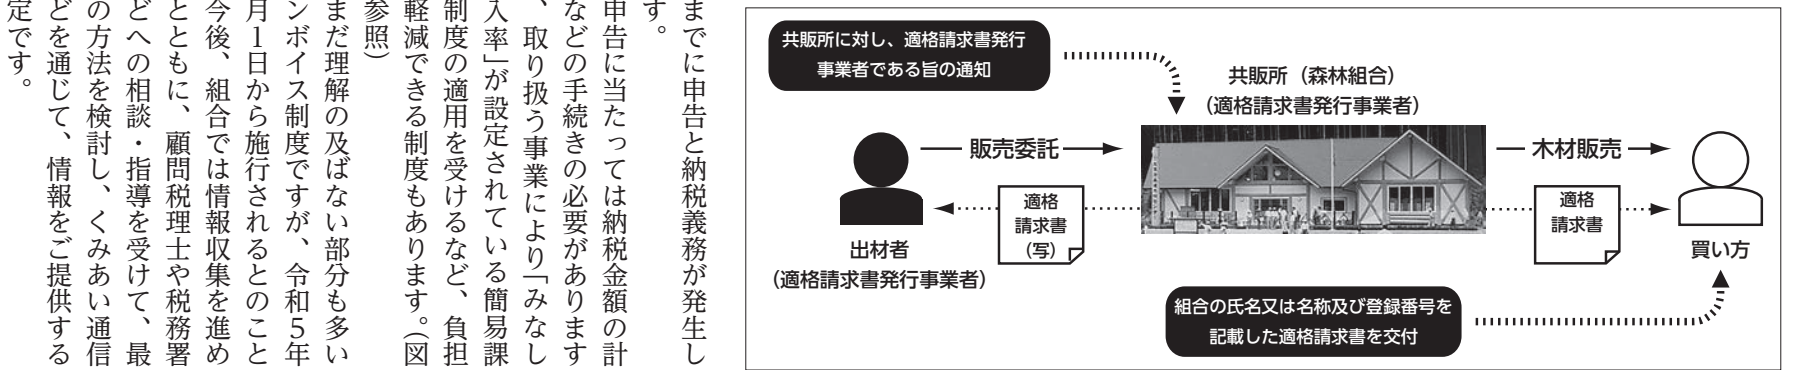 までに申告と納税義務が発生し
す。
申告に当たっては納税金額の計
などの手続きの必要があります
、取り扱う事業により「みなし
入率」が設定されている簡易課
制度の適用を受けるなど、負担
軽減できる制度もあります。(図
参照)
まだ理解の及ばない部分も多い
ンボイス制度ですが、令和５年
月１日から施行されるとのこと
今後、組合では情報収集を進め
とともに、顧問税理士や税務署
どへの相談・指導を受けて、最
の方法を検討し、くみあい通信
どを通じて、情報をご提供する
定です。
共販所に対し、適格請求書発行
事業者である旨の通知
共販所（森林組合）
（適格請求書発行事業者）
販売委託
木材販売
適格
請求書
（写）
適格
請求書
出材者
（適格請求書発行事業者）
買い方
組合の氏名又は名称及び登録番号を
記載した適格請求書を交付